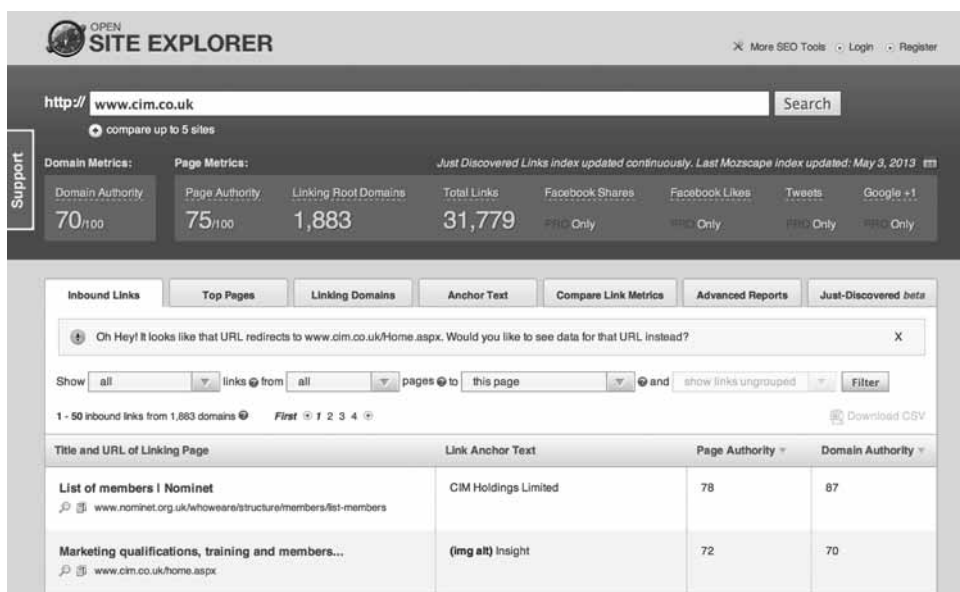 OPEN
SITE EXPLORER
More SEO Tools Login Register
http:// www.cim.co.uk Search
compare up to 5 sites
Support
Domain Metrics: Page Metrics: Just Discovered Links index updated continuously. Last Mozscape index updated: May 3, 2013
Domain Authority Page Authority Linking Root Domains Total Links Facebook Shares Facebook Likes Tweets Google +1
70/100 75/100 1,883 31,779 PRO Only PRO Only PRO Only PRO Only
Inbound Links Top Pages Linking Domains Anchor Text Compare Link Metrics Advanced Reports Just-Discovered beta
Oh Hey! It looks like that URL redirects to www.cim.co.uk/Home.aspx. Would you like to see data for that URL instead? X
Show all links from all pages to this page and show links ungrouped Filter
1 - 50 inbound links from 1,883 domains First 1 2 3 4 Download CSV
Title and URL of Linking Page Link Anchor Text Page Authority Domain Authority
List of members | Nominet CIM Holdings Limited 78 87
www.nominet.org.uk/whoweare/structure/members/list-members
Marketing qualifications, training and members... (img alt) Insight 72 70
www.cim.co.uk/home.aspx